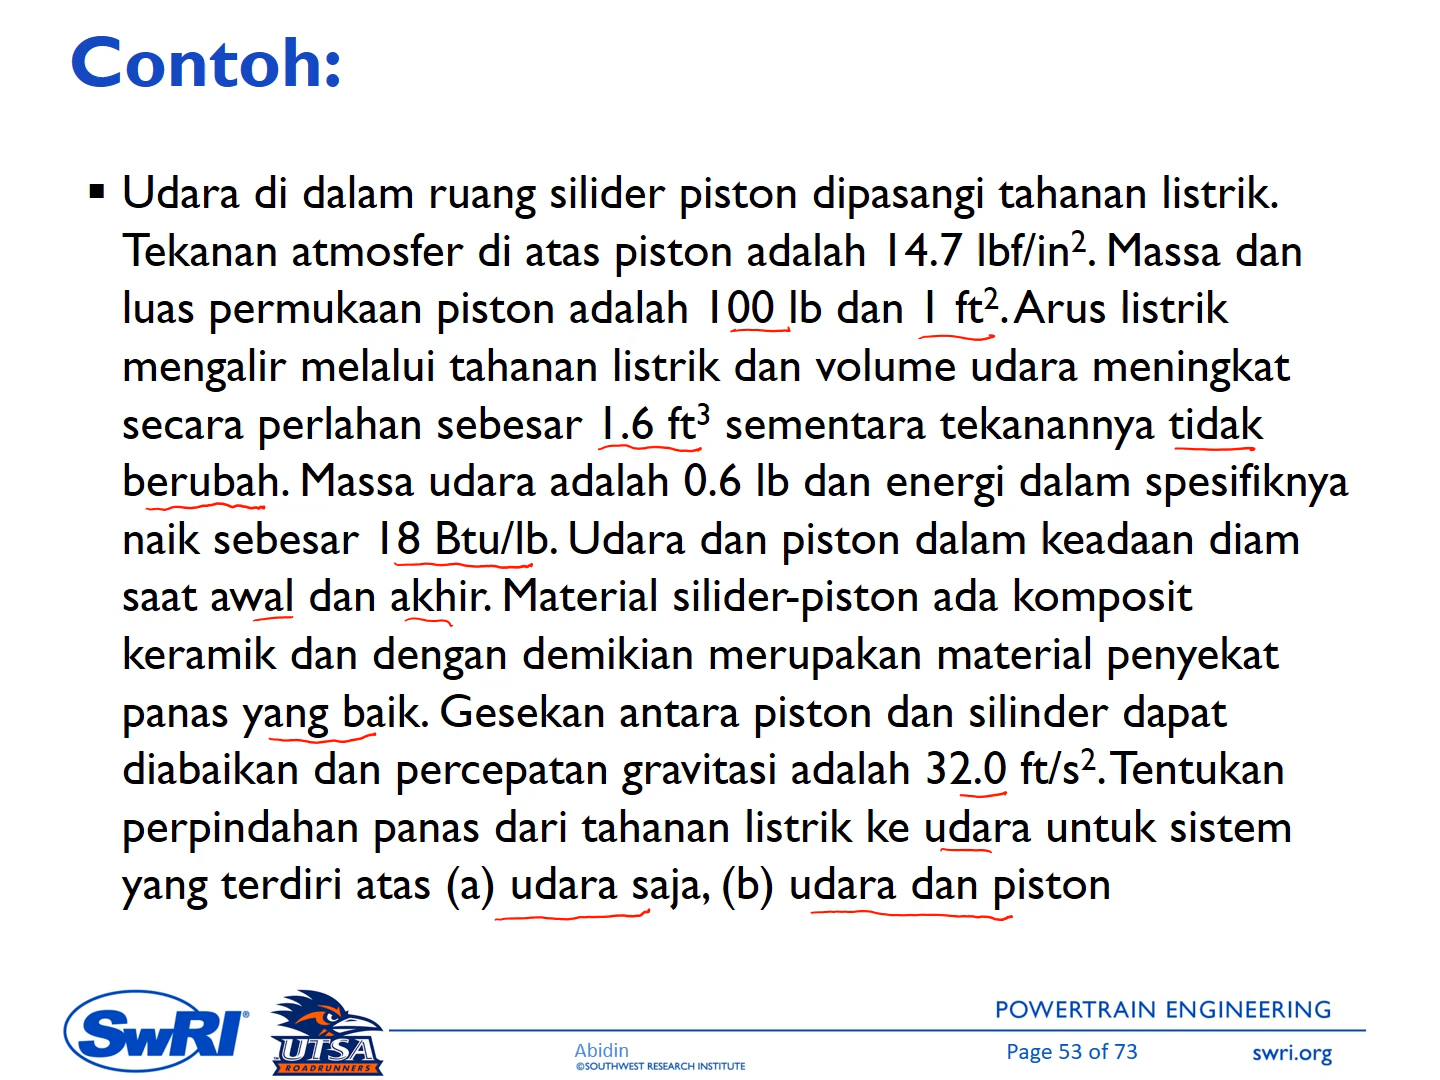 Contoh:
▪ Udara di dalam ruang silider piston dipasangi tahanan listrik.
Tekanan atmosfer di atas piston adalah 14.7 lbf/in². Massa dan
luas permukaan piston adalah 100 lb dan 1 ft². Arus listrik
mengalir melalui tahanan listrik dan volume udara meningkat
secara perlahan sebesar 1.6 ft³ sementara tekanannya tidak
berubah. Massa udara adalah 0.6 lb dan energi dalam spesifiknya
naik sebesar 18 Btu/lb. Udara dan piston dalam keadaan diam
saat awal dan akhir. Material silider-piston ada komposit
keramik dan dengan demikian merupakan material penyekat
panas yang baik. Gesekan antara piston dan silinder dapat
diabaikan dan percepatan gravitasi adalah 32.0 ft/s². Tentukan
perpindahan panas dari tahanan listrik ke udara untuk sistem
yang terdiri atas (a) udara saja, (b) udara dan piston
SwRI®
UTSA
ROADRUNNERS
Abidin
©SOUTHWEST RESEARCH INSTITUTE
POWERTRAIN ENGINEERING
Page 53 of 73
swri.org